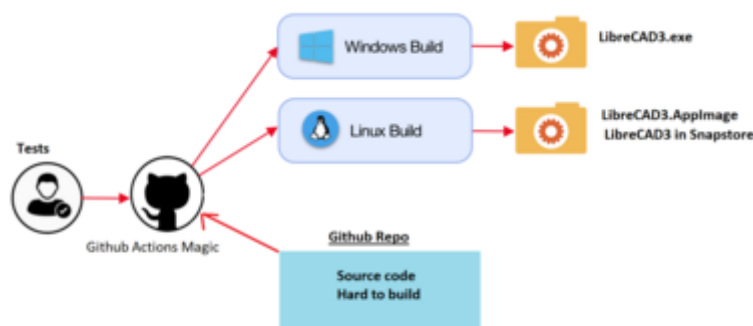 Windows Build
LibreCAD3.exe
Linux Build
LibreCAD3.AppImage
LibreCAD3 in Snapstore
Tests
Github Actions Magic
Github Repo
Source code
Hard to build